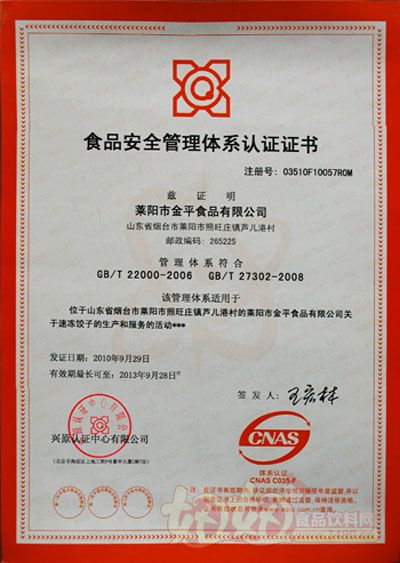 食品安全管理体系认证证书
注册号: 03510F10057R0M
兹 证 明
莱阳市金平食品有限公司
山东省烟台市莱阳市照旺庄镇芦儿港村
邮政编码: 265225
管理体系符合
GB/T 22000-2006 GB/T 27302-2008
该管理体系适用于
位于山东省烟台市莱阳市照旺庄镇芦儿港村的莱阳市金平食品有限公司关
于速冻饺子的生产和服务的活动***
发证日期: 2010年9月29日
有效期最长可至: 2013年9月28日
签 发 人:
兴原认证中心有限公司
CNAS
体系认证
CNAS C035-F
食品饮料网